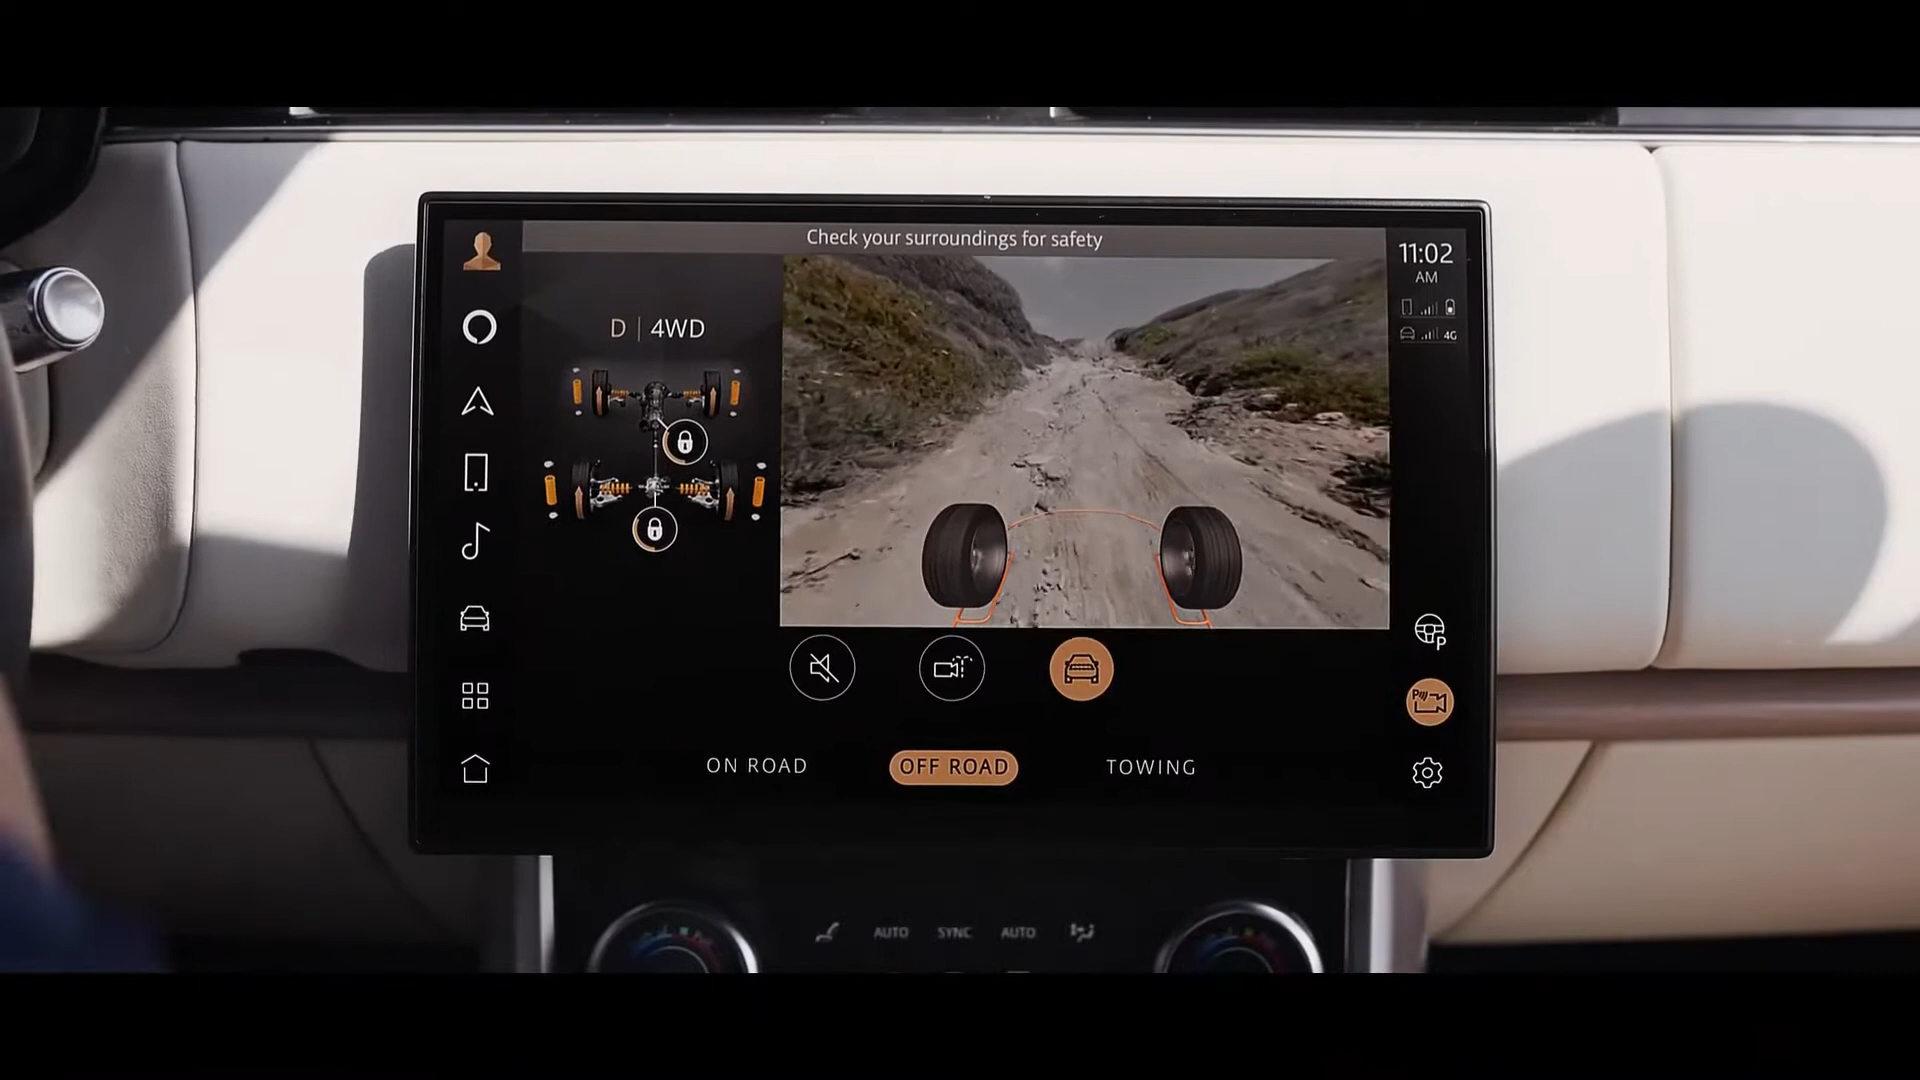 Check your surroundings for safety
11:02
AM
D | 4WD
4G
P
P
ON ROAD
OFF ROAD
TOWING
AUTO
SYNC
AUTO